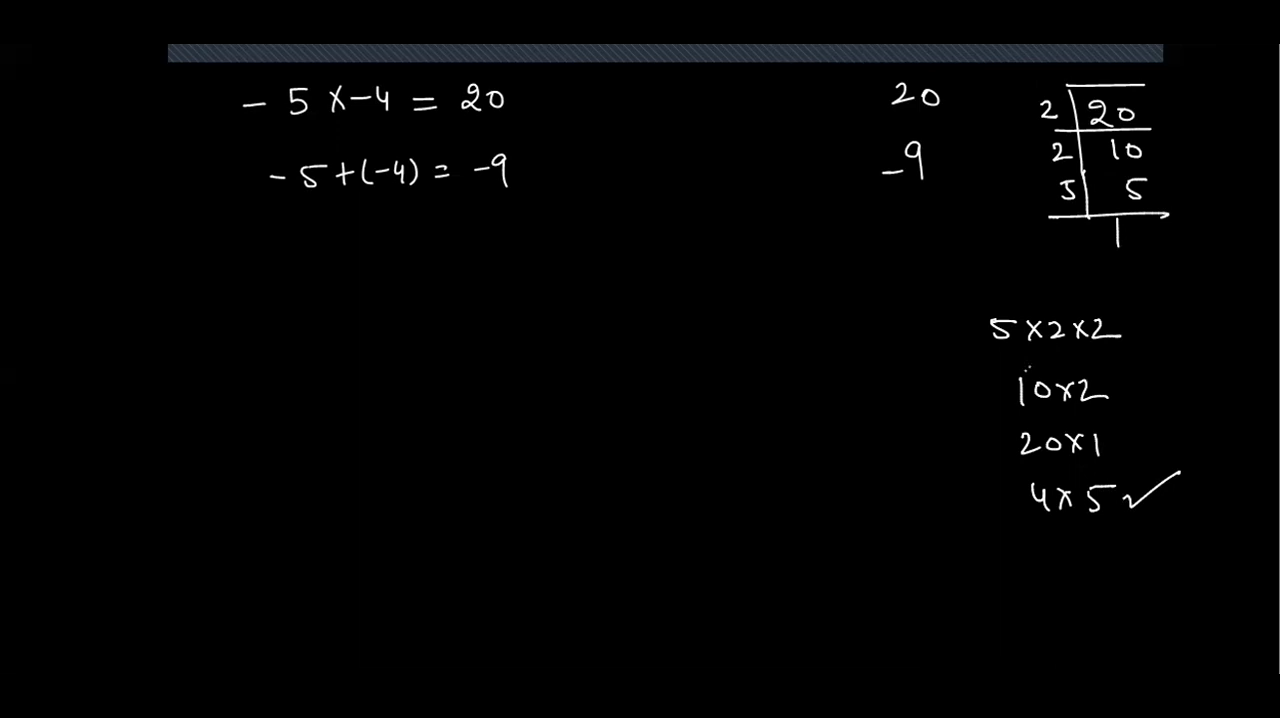 - 5 x -4 = 20
- 5 + (-4) = -9
20
-9
2 20
2 10
5 5
1
5 x 2 x 2
10 x 2
20 x 1
4 x 5 ✓